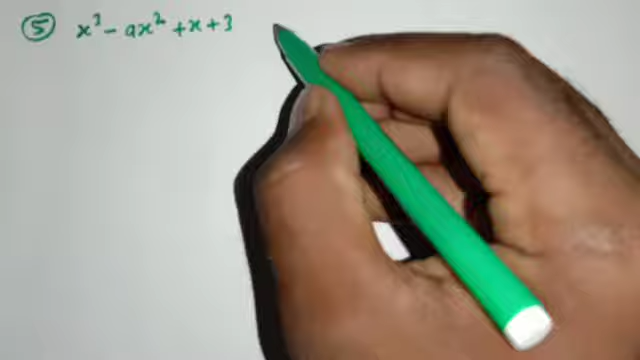 ⑤ x³ - ax² + x + 3